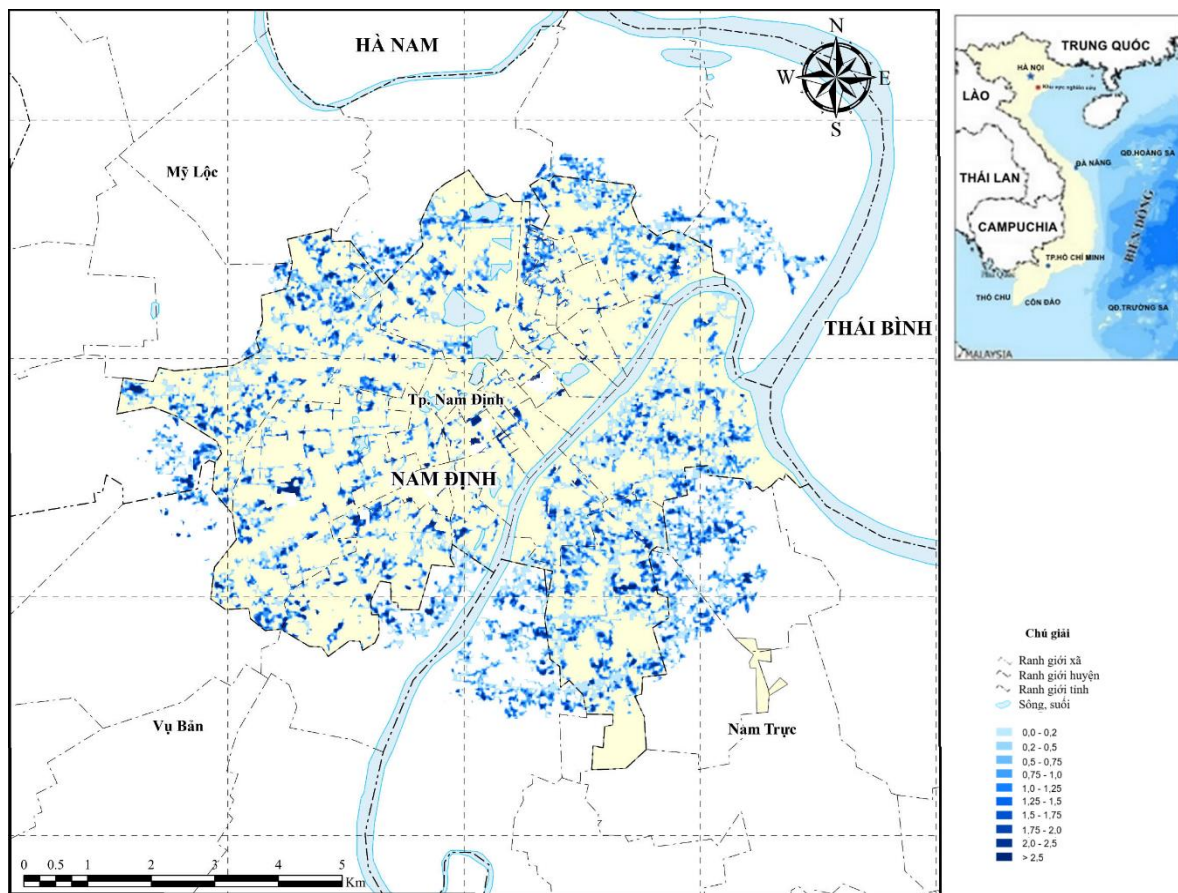 HÀ NAM
N
W
E
S
Mỹ Lộc
THÁI BÌNH
Tp. Nam Định
NAM ĐỊNH
Vụ Bản
Nam Trực
0 0.5 1 2 3 4 5
Km
TRUNG QUỐC
HÀ NỘI
Khu vực nghiên cứu
LÀO
QĐ.HOÀNG SA
ĐÀ NẴNG
THÁI LAN
BIỂN ĐÔNG
CAMPUCHIA
TP.HỒ CHÍ MINH
THỔ CHU
CÔN ĐẢO
QĐ.TRƯỜNG SA
MALAYSIA
Chú giải
Ranh giới xã
Ranh giới huyện
Ranh giới tỉnh
Sông, suối
0,0 - 0,2
0,2 - 0,5
0,5 - 0,75
0,75 - 1,0
1,0 - 1,25
1,25 - 1,5
1,5 - 1,75
1,75 - 2,0
2,0 - 2,5
> 2,5